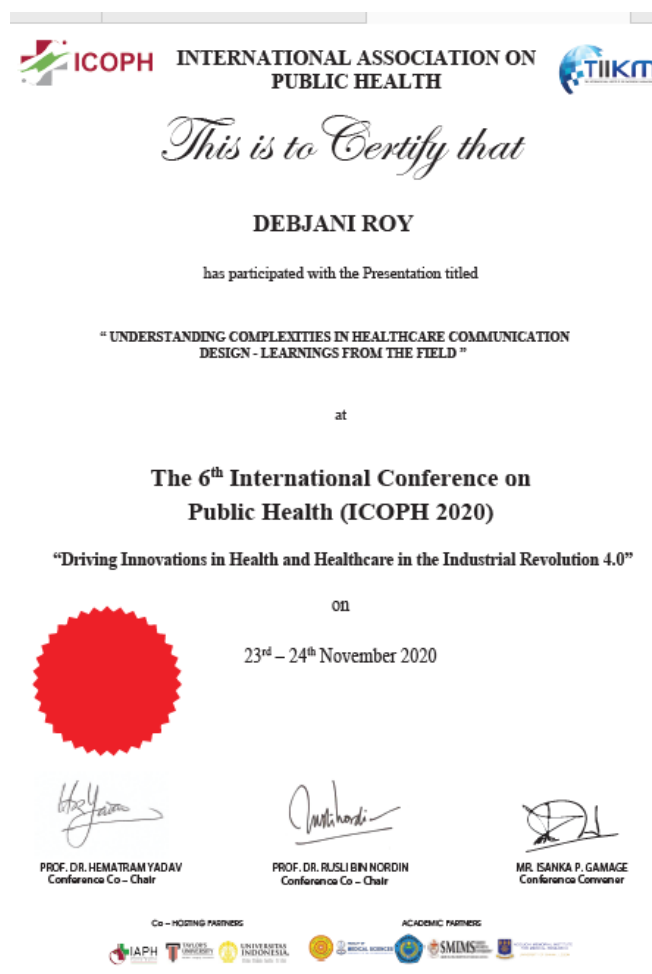 ICOPH
INTERNATIONAL ASSOCIATION ON
PUBLIC HEALTH
TIIKM
This is to Certify that
DEBJANI ROY
has participated with the Presentation titled
“ UNDERSTANDING COMPLEXITIES IN HEALTHCARE COMMUNICATION
DESIGN - LEARNINGS FROM THE FIELD ”
at
The 6th International Conference on
Public Health (ICOPH 2020)
“Driving Innovations in Health and Healthcare in the Industrial Revolution 4.0”
on
23rd – 24th November 2020
PROF. DR. HEMATRAM YADAV
Conference Co – Chair
PROF. DR. RUSLI BIN NORDIN
Conference Co – Chair
MR. ISANKA P. GAMAGE
Conference Convener
Co – HOSTING PARTNERS
ACADEMIC PARTNERS
IAPH
TAYLOR'S
UNIVERSITY
UNIVERSITAS
INDONESIA
MEDICAL SCIENCES
SMIMS